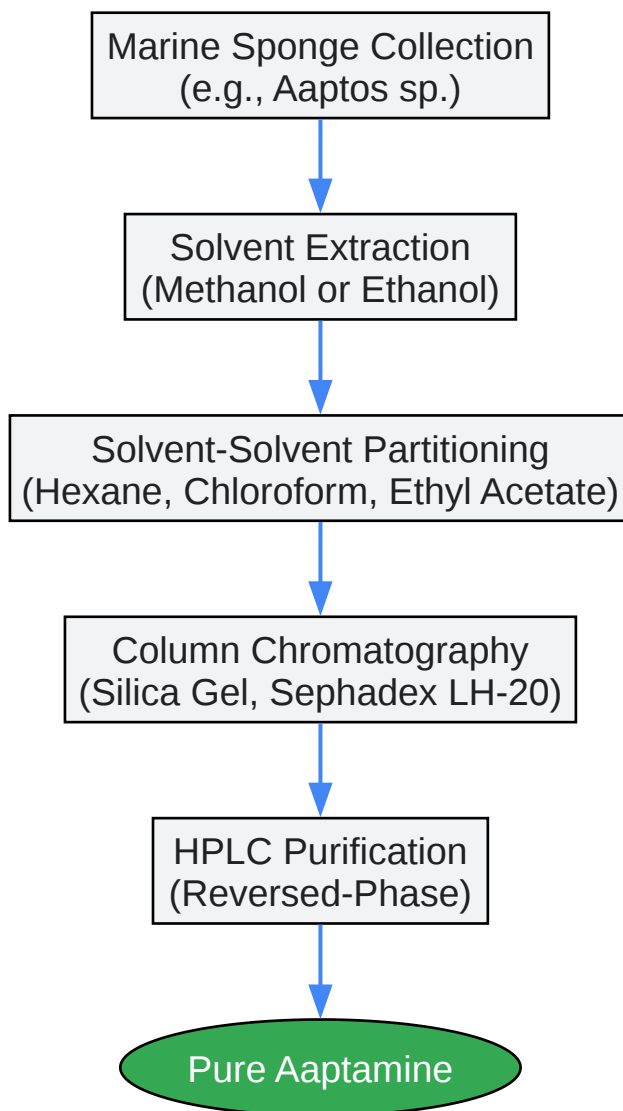 Marine Sponge Collection
(e.g., Aaptos sp.)
Solvent Extraction
(Methanol or Ethanol)
Solvent-Solvent Partitioning
(Hexane, Chloroform, Ethyl Acetate)
Column Chromatography
(Silica Gel, Sephadex LH-20)
HPLC Purification
(Reversed-Phase)
Pure Aaptamine